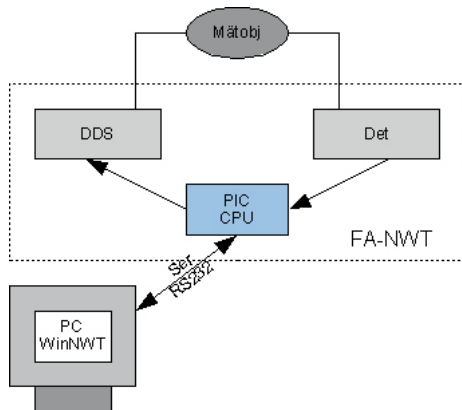 Mätobj
DDS
Det
PIC
CPU
FA-NWT
Ser
RS232
PC
WinNWT